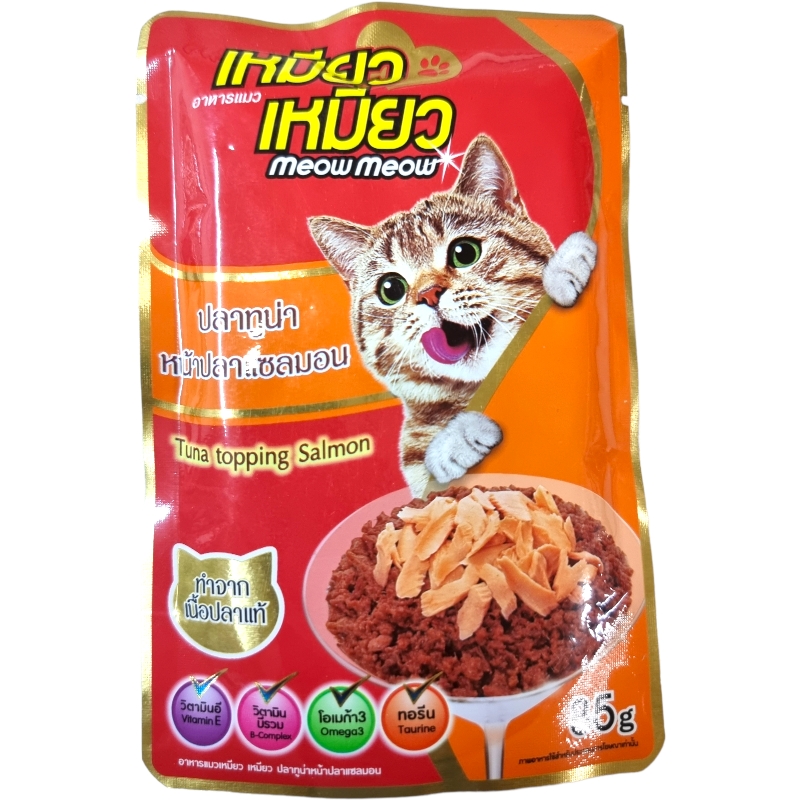 เหมียว
อาหารแมว
เหมียว
meow meow
ปลาทูน่า
หน้าปลาแซลมอน
Tuna topping Salmon
ทำจาก
เนื้อปลาแท้
วิตามินอี
Vitamin E
วิตามิน
บีรวม
B-Complex
โอเมก้า3
Omega3
ทอรีน
Taurine
85g
อาหารแมวเหมียว เหมียว ปลาทูน่าหน้าปลาแซลมอน